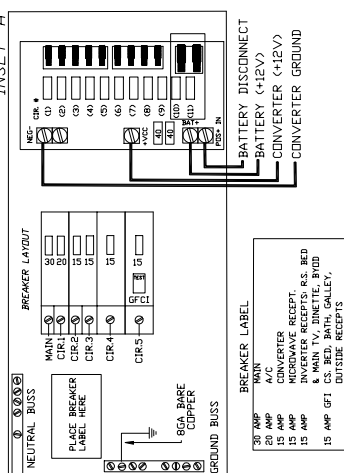 INSET A
CIR. #
(1)
(2)
(3)
(4)
(5)
(6)
(7)
(8)
(9)
(10)
(11)
NEG-
+VCC
40
40
BAT+
POS+ IN
BATTERY DISCONNECT
BATTERY (+12V)
CONVERTER (+12V)
CONVERTER GROUND
BREAKER LAYOUT
30 20
15 15
15
15
TEST
GFCI
MAIN
CIR.1
CIR.2
CIR.3
CIR.4
CIR.5
NEUTRAL BUSS
PLACE BREAKER
LABEL HERE
8GA BARE
COPPER
GROUND BUSS
BREAKER LABEL
30 AMP MAIN
20 AMP A/C
15 AMP CONVERTER
15 AMP MICROWAVE RECEPT.
15 AMP INVERTER RECEPTS: R.S. BED
& MAIN TV, DINETTE, BYOD
15 AMP GFI CS. BED, BATH, GALLEY,
OUTSIDE RECEPTS